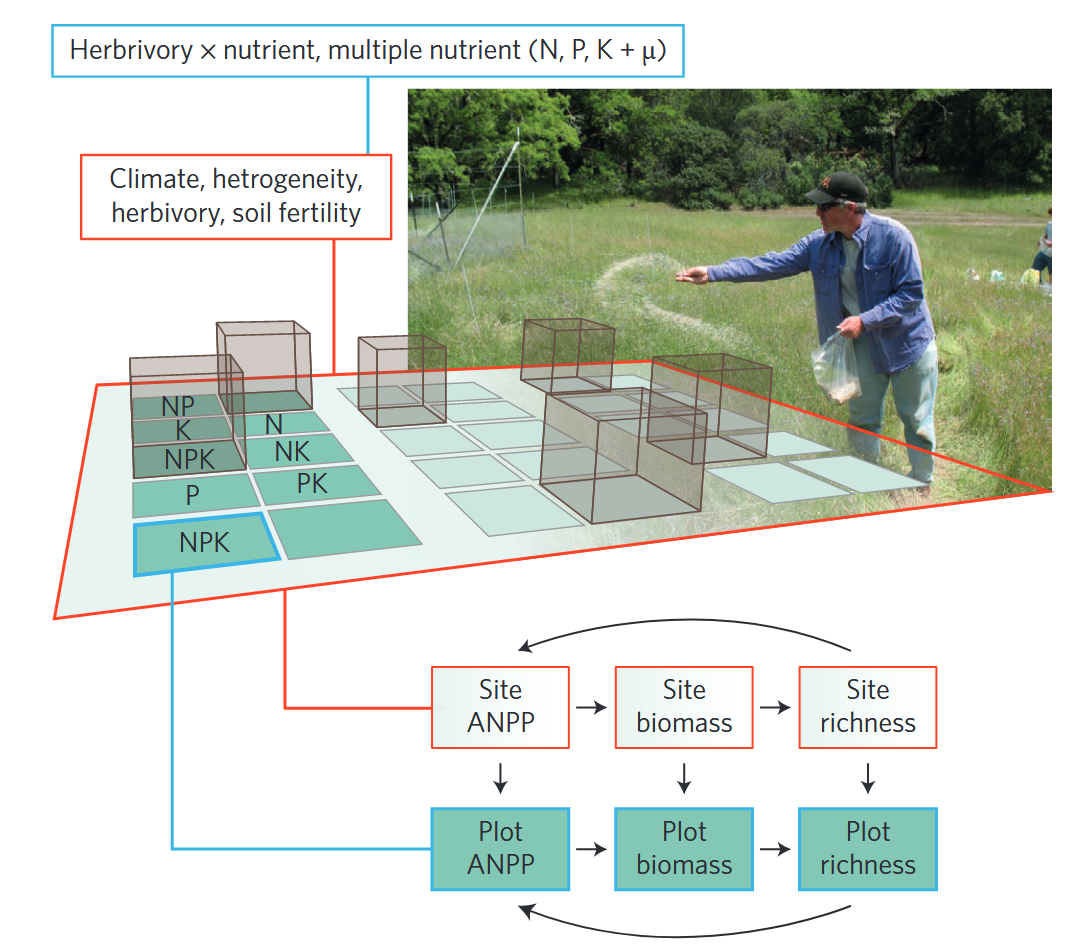 Herbrivory × nutrient, multiple nutrient (N, P, K + μ)
Climate, hetrogeneity,
herbivory, soil fertility
NP
K
N
NPK
NK
P
PK
NPK
Site
ANPP
Site
biomass
Site
richness
Plot
ANPP
Plot
biomass
Plot
richness